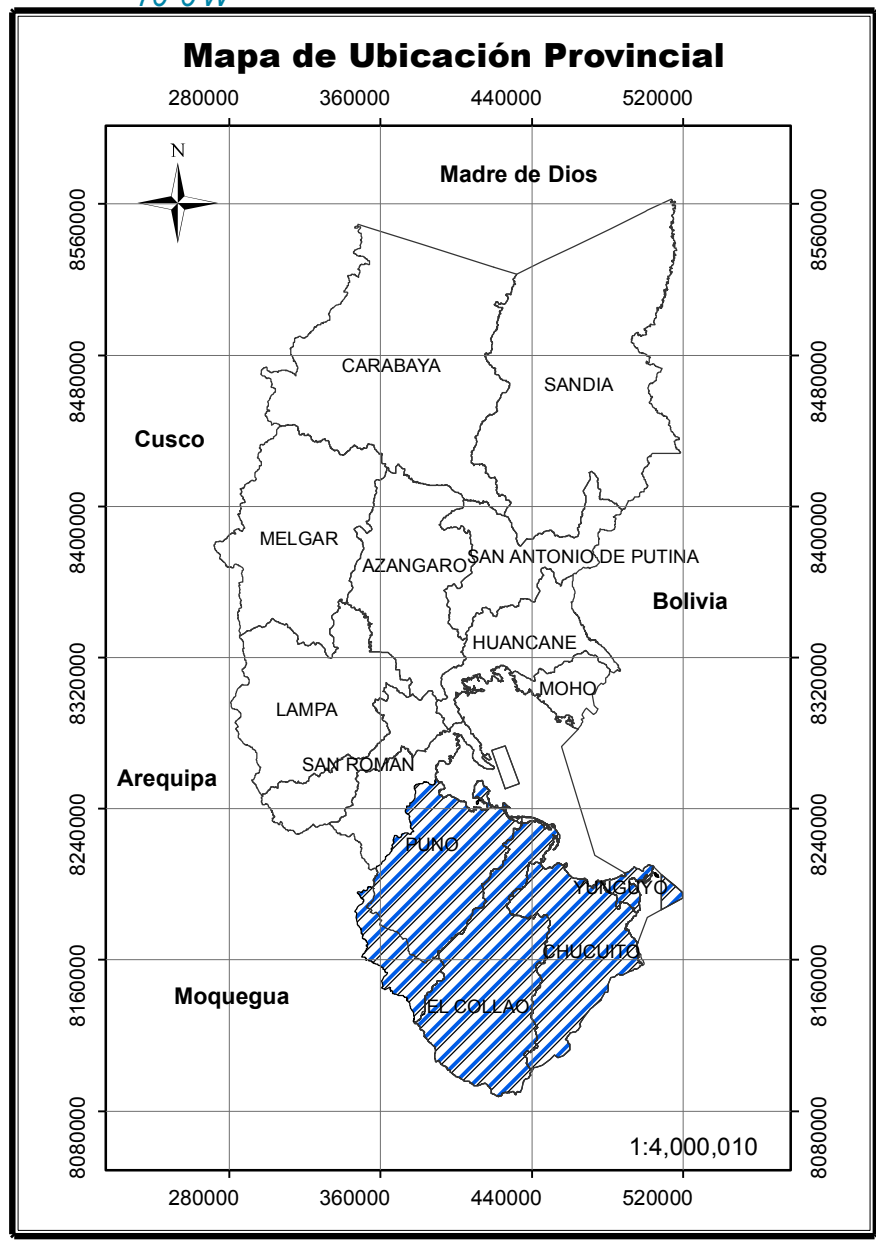 70°0'W
Mapa de Ubicación Provincial
280000 360000 440000 520000
N
Madre de Dios
8560000 8560000
CARABAYA
SANDIA
8480000 8480000
Cusco
8400000 8400000
MELGAR
AZANGARO
SAN ANTONIO DE PUTINA
Bolivia
HUANCANE
8320000 8320000
MOHO
LAMPA
SAN ROMAN
Arequipa
8240000 8240000
PUNO
YUNGUYO
CHUCUITO
8160000 8160000
Moquegua
EL COLLAO
8080000 8080000
1:4,000,010
280000 360000 440000 520000